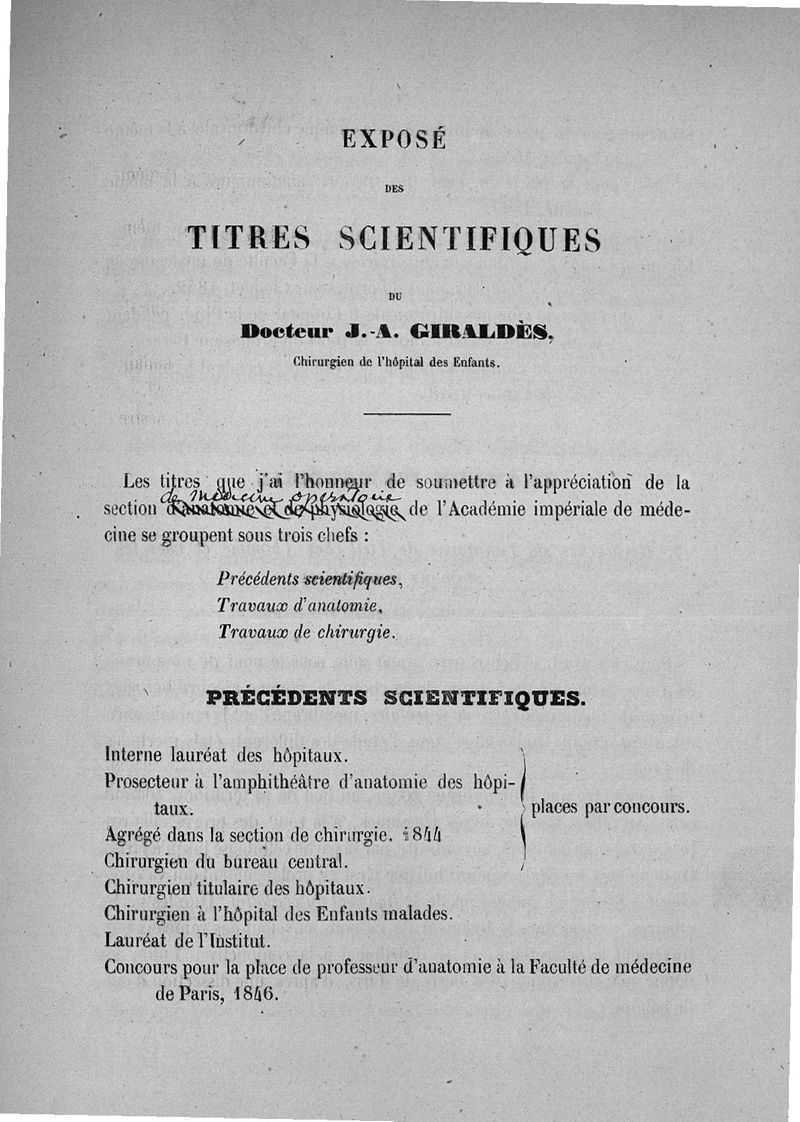 EXPOSÉ
DES
TITRES SCIENTIFIQUES
DU
Docteur J.-A. GIRALDÈS,
Chirurgien de l'hôpital des Enfants.
Les titres que j'ai l'honneur de soumettre à l'appréciation de la
de médecine opératoire
section d'anatomie et de physiologie de l'Académie impériale de méde-
cine se groupent sous trois chefs :
Précédents scientifiques,
Travaux d'anatomie,
Travaux de chirurgie.
PRÉCÉDENTS SCIENTIFIQUES.
Interne lauréat des hôpitaux.
Prosecteur à l'amphithéâtre d'anatomie des hôpi-
taux.
places par concours.
Agrégé dans la section de chirurgie. 1844
Chirurgien du bureau central.
Chirurgien titulaire des hôpitaux.
Chirurgien à l'hôpital des Enfants malades.
Lauréat de l'Institut.
Concours pour la place de professeur d'anatomie à la Faculté de médecine
de Paris, 1846.